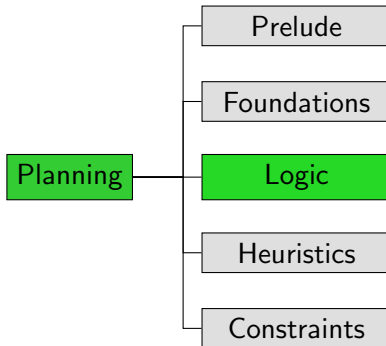 Prelude
Foundations
Planning
Logic
Heuristics
Constraints